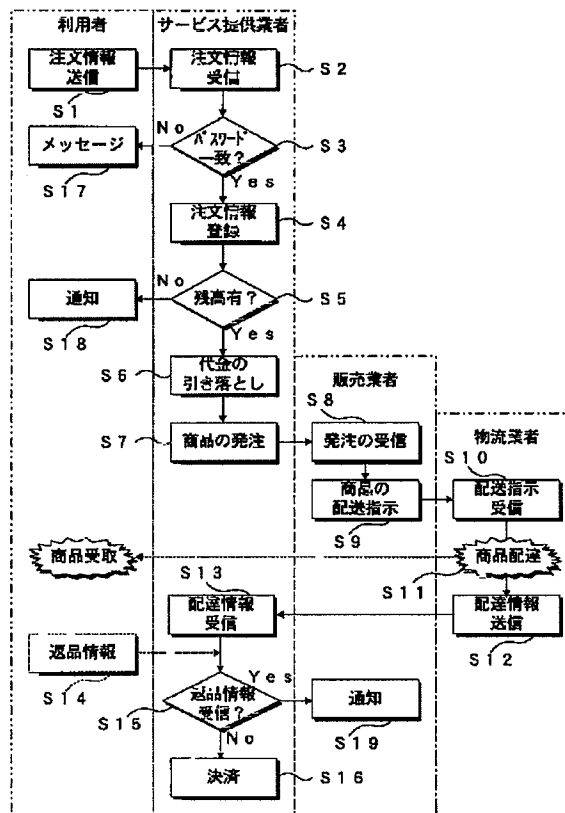 利用者
サービス提供業者
注文情報
送信
S1
注文情報
受信
S2
No
パスワード
一致?
S3
メッセージ
S17
Yes
注文情報
登録
S4
No
残高有?
S5
通知
S18
Yes
S6
代金の
引き落とし
販売業者
S8
S7
商品の発注
発注の受信
物流業者
S10
商品の
配送指示
S9
配送指示
受信
商品受取
商品配達
S11
S13
配達情報
受信
配達情報
送信
S12
返品情報
S14
Yes
返品情報
受信?
S15
通知
S19
No
決済
S16